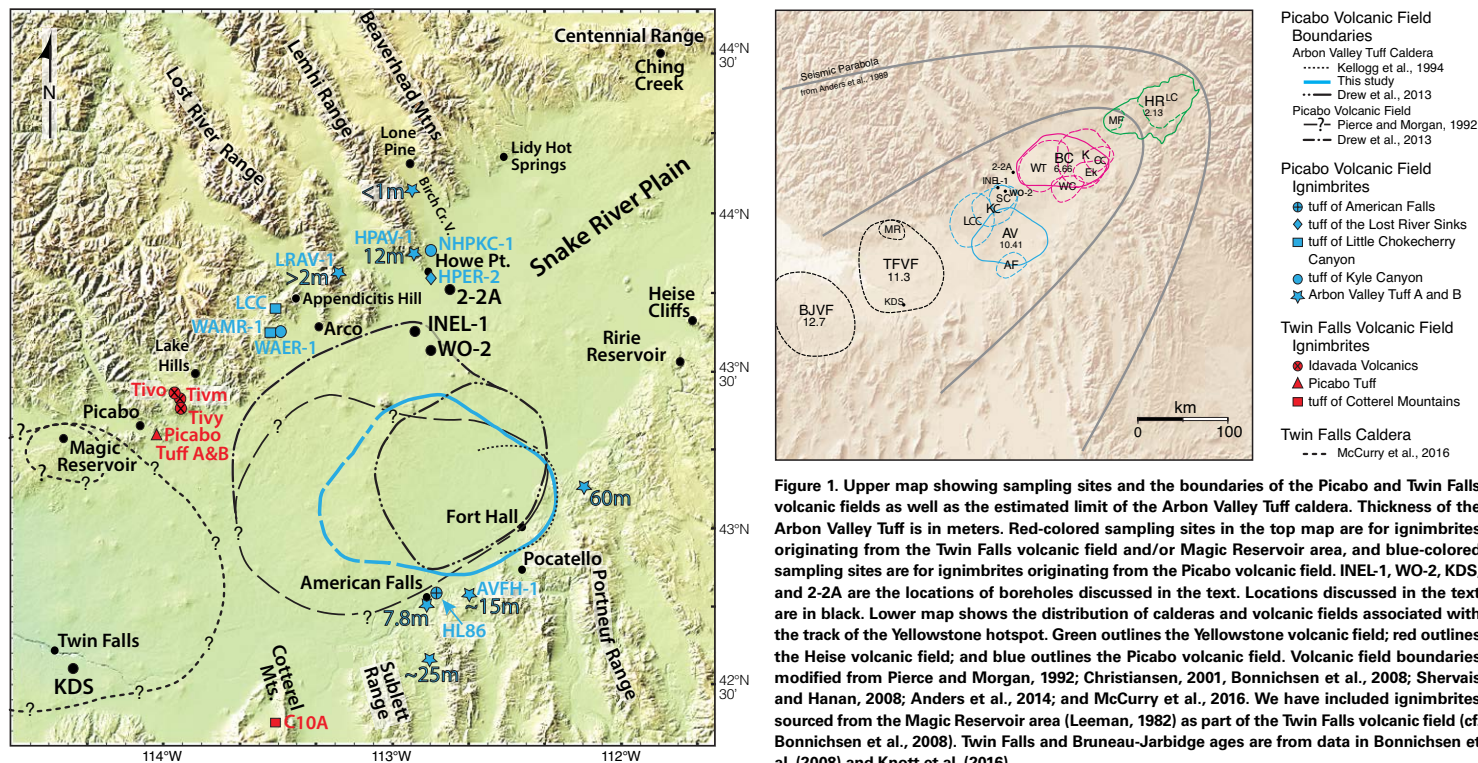 Centennial Range
Ching
Creek
44°N
30'
Beaverhead Mtns
Lemhi Range
Lost River Range
N
Lone
Pine
Lidy Hot
Springs
<1m
Birch Cr. V.
44°N
Snake River Plain
HPAV-1
12m
NHPKC-1
Howe Pt.
HPER-2
LRAV-1
>2m
2-2A
Appendicitis Hill
LCC
Heise
Cliffs
WAMR-1
WAER-1
Arco
INEL-1
WO-2
Ririe
Reservoir
43°N
30'
Lake
Hills
Tivo
Tivm
Tivy
Picabo
Picabo
Tuff A&B
Magic
Reservoir
?
?
?
?
?
?
?
?
?
?
60m
Fort Hall
43°N
Pocatello
American Falls
AVFH-1
~15m
7.8m
HL86
Portneuf Range
Twin Falls
KDS
~25m
Sublett
Range
Cotterel
Mts.
C10A
42°N
30'
114°W
113°W
112°W
Seismic Parabola
from Anders et al., 1989
HR
LC
2.13
MF
BC
6.66
K
CC
WT
Ek
WC
2-2A
INEL-1
WO-2
SC
KC
LCC
AV
10.41
AF
MR
TFVF
11.3
KDS
BJVF
12.7
km
0
100
Picabo Volcanic Field
Boundaries
Arbon Valley Tuff Caldera
Kellogg et al., 1994
This study
Drew et al., 2013
Picabo Volcanic Field
? Pierce and Morgan, 1992
Drew et al., 2013
Picabo Volcanic Field
Ignimbrites
tuff of American Falls
tuff of the Lost River Sinks
tuff of Little Chokecherry
Canyon
tuff of Kyle Canyon
Arbon Valley Tuff A and B
Twin Falls Volcanic Field
Ignimbrites
Idavada Volcanics
Picabo Tuff
tuff of Cotterel Mountains
Twin Falls Caldera
McCurry et al., 2016
Figure 1. Upper map showing sampling sites and the boundaries of the Picabo and Twin Falls
volcanic fields as well as the estimated limit of the Arbon Valley Tuff caldera. Thickness of the
Arbon Valley Tuff is in meters. Red-colored sampling sites in the top map are for ignimbrites
originating from the Twin Falls volcanic field and/or Magic Reservoir area, and blue-colored
sampling sites are for ignimbrites originating from the Picabo volcanic field. INEL-1, WO-2, KDS,
and 2-2A are the locations of boreholes discussed in the text. Locations discussed in the text
are in black. Lower map shows the distribution of calderas and volcanic fields associated with
the track of the Yellowstone hotspot. Green outlines the Yellowstone volcanic field; red outlines
the Heise volcanic field; and blue outlines the Picabo volcanic field. Volcanic field boundaries
modified from Pierce and Morgan, 1992; Christiansen, 2001, Bonnichsen et al., 2008; Shervais
and Hanan, 2008; Anders et al., 2014; and McCurry et al., 2016. We have included ignimbrites
sourced from the Magic Reservoir area (Leeman, 1982) as part of the Twin Falls volcanic field (cf.
Bonnichsen et al., 2008). Twin Falls and Bruneau-Jarbidge ages are from data in Bonnichsen et
al. (2008) and Knott et al. (2016)